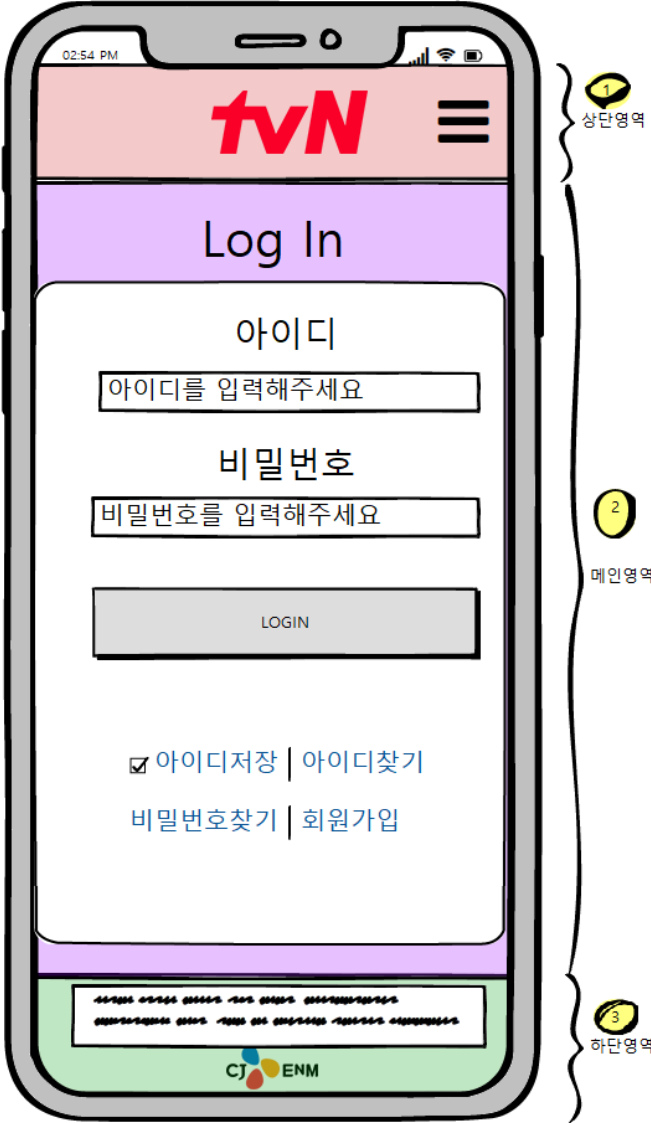 02:54 PM
tvN
1
상단영역
Log In
아이디
아이디를 입력해주세요
비밀번호
비밀번호를 입력해주세요
2
메인영역
LOGIN
아이디저장 | 아이디찾기
비밀번호찾기 | 회원가입
3
하단영역
CJ ENM